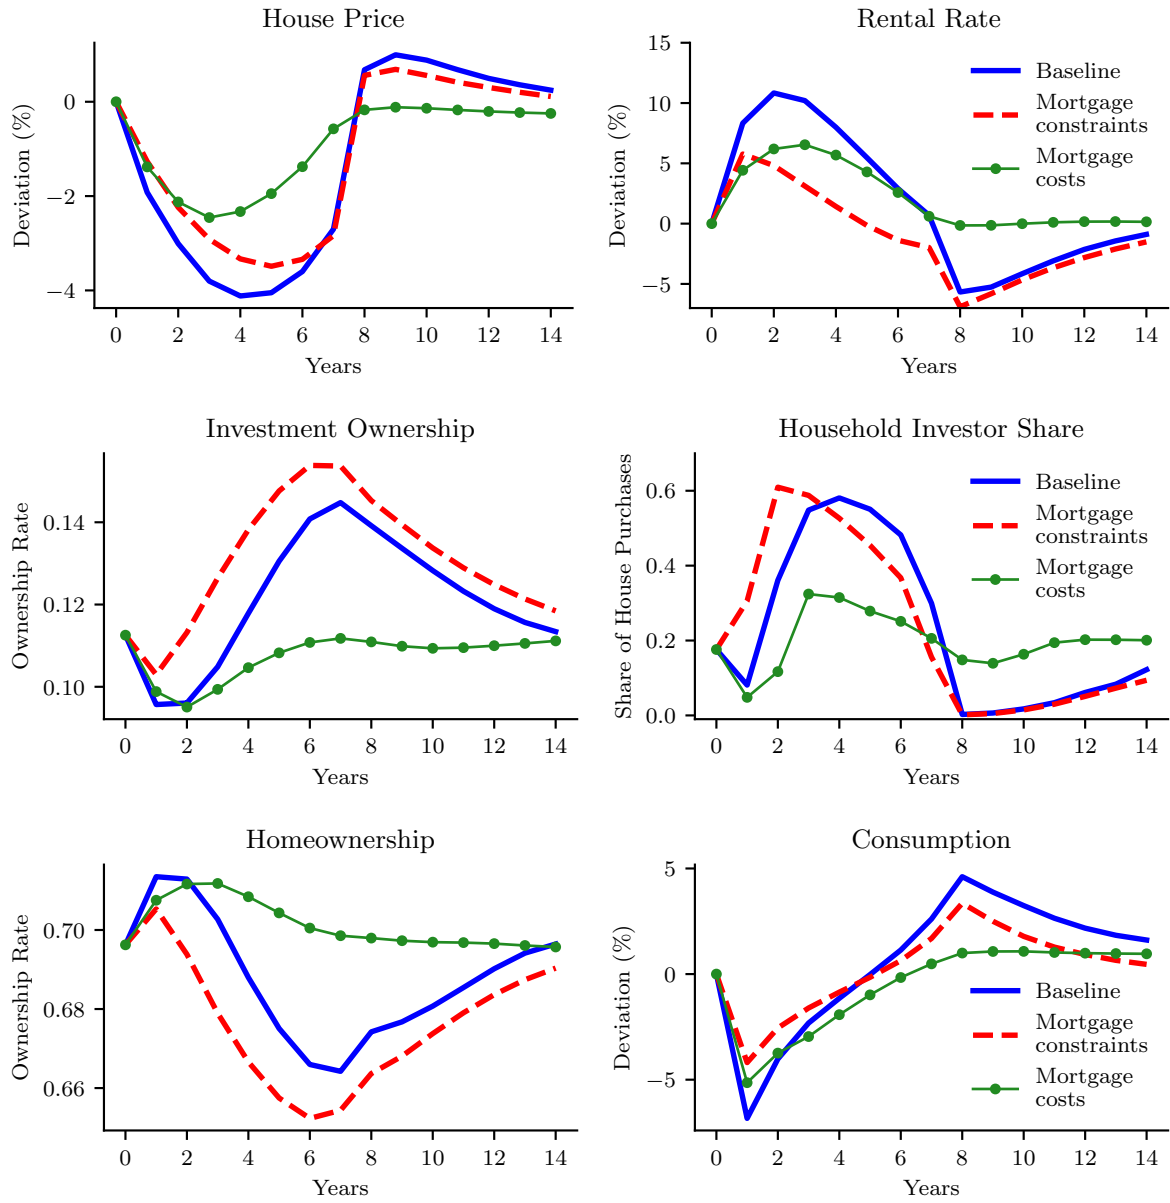 House Price
Deviation (%)
0
−2
−4
0 2 4 6 8 10 12 14
Years
Rental Rate
Deviation (%)
15
10
5
0
−5
0 2 4 6 8 10 12 14
Years
Baseline
Mortgage
constraints
Mortgage
costs
Investment Ownership
Ownership Rate
0.14
0.12
0.10
0 2 4 6 8 10 12 14
Years
Household Investor Share
Share of House Purchases
0.6
0.4
0.2
0.0
0 2 4 6 8 10 12 14
Years
Baseline
Mortgage
constraints
Mortgage
costs
Homeownership
Ownership Rate
0.70
0.68
0.66
0 2 4 6 8 10 12 14
Years
Consumption
Deviation (%)
5
0
−5
0 2 4 6 8 10 12 14
Years
Baseline
Mortgage
constraints
Mortgage
costs